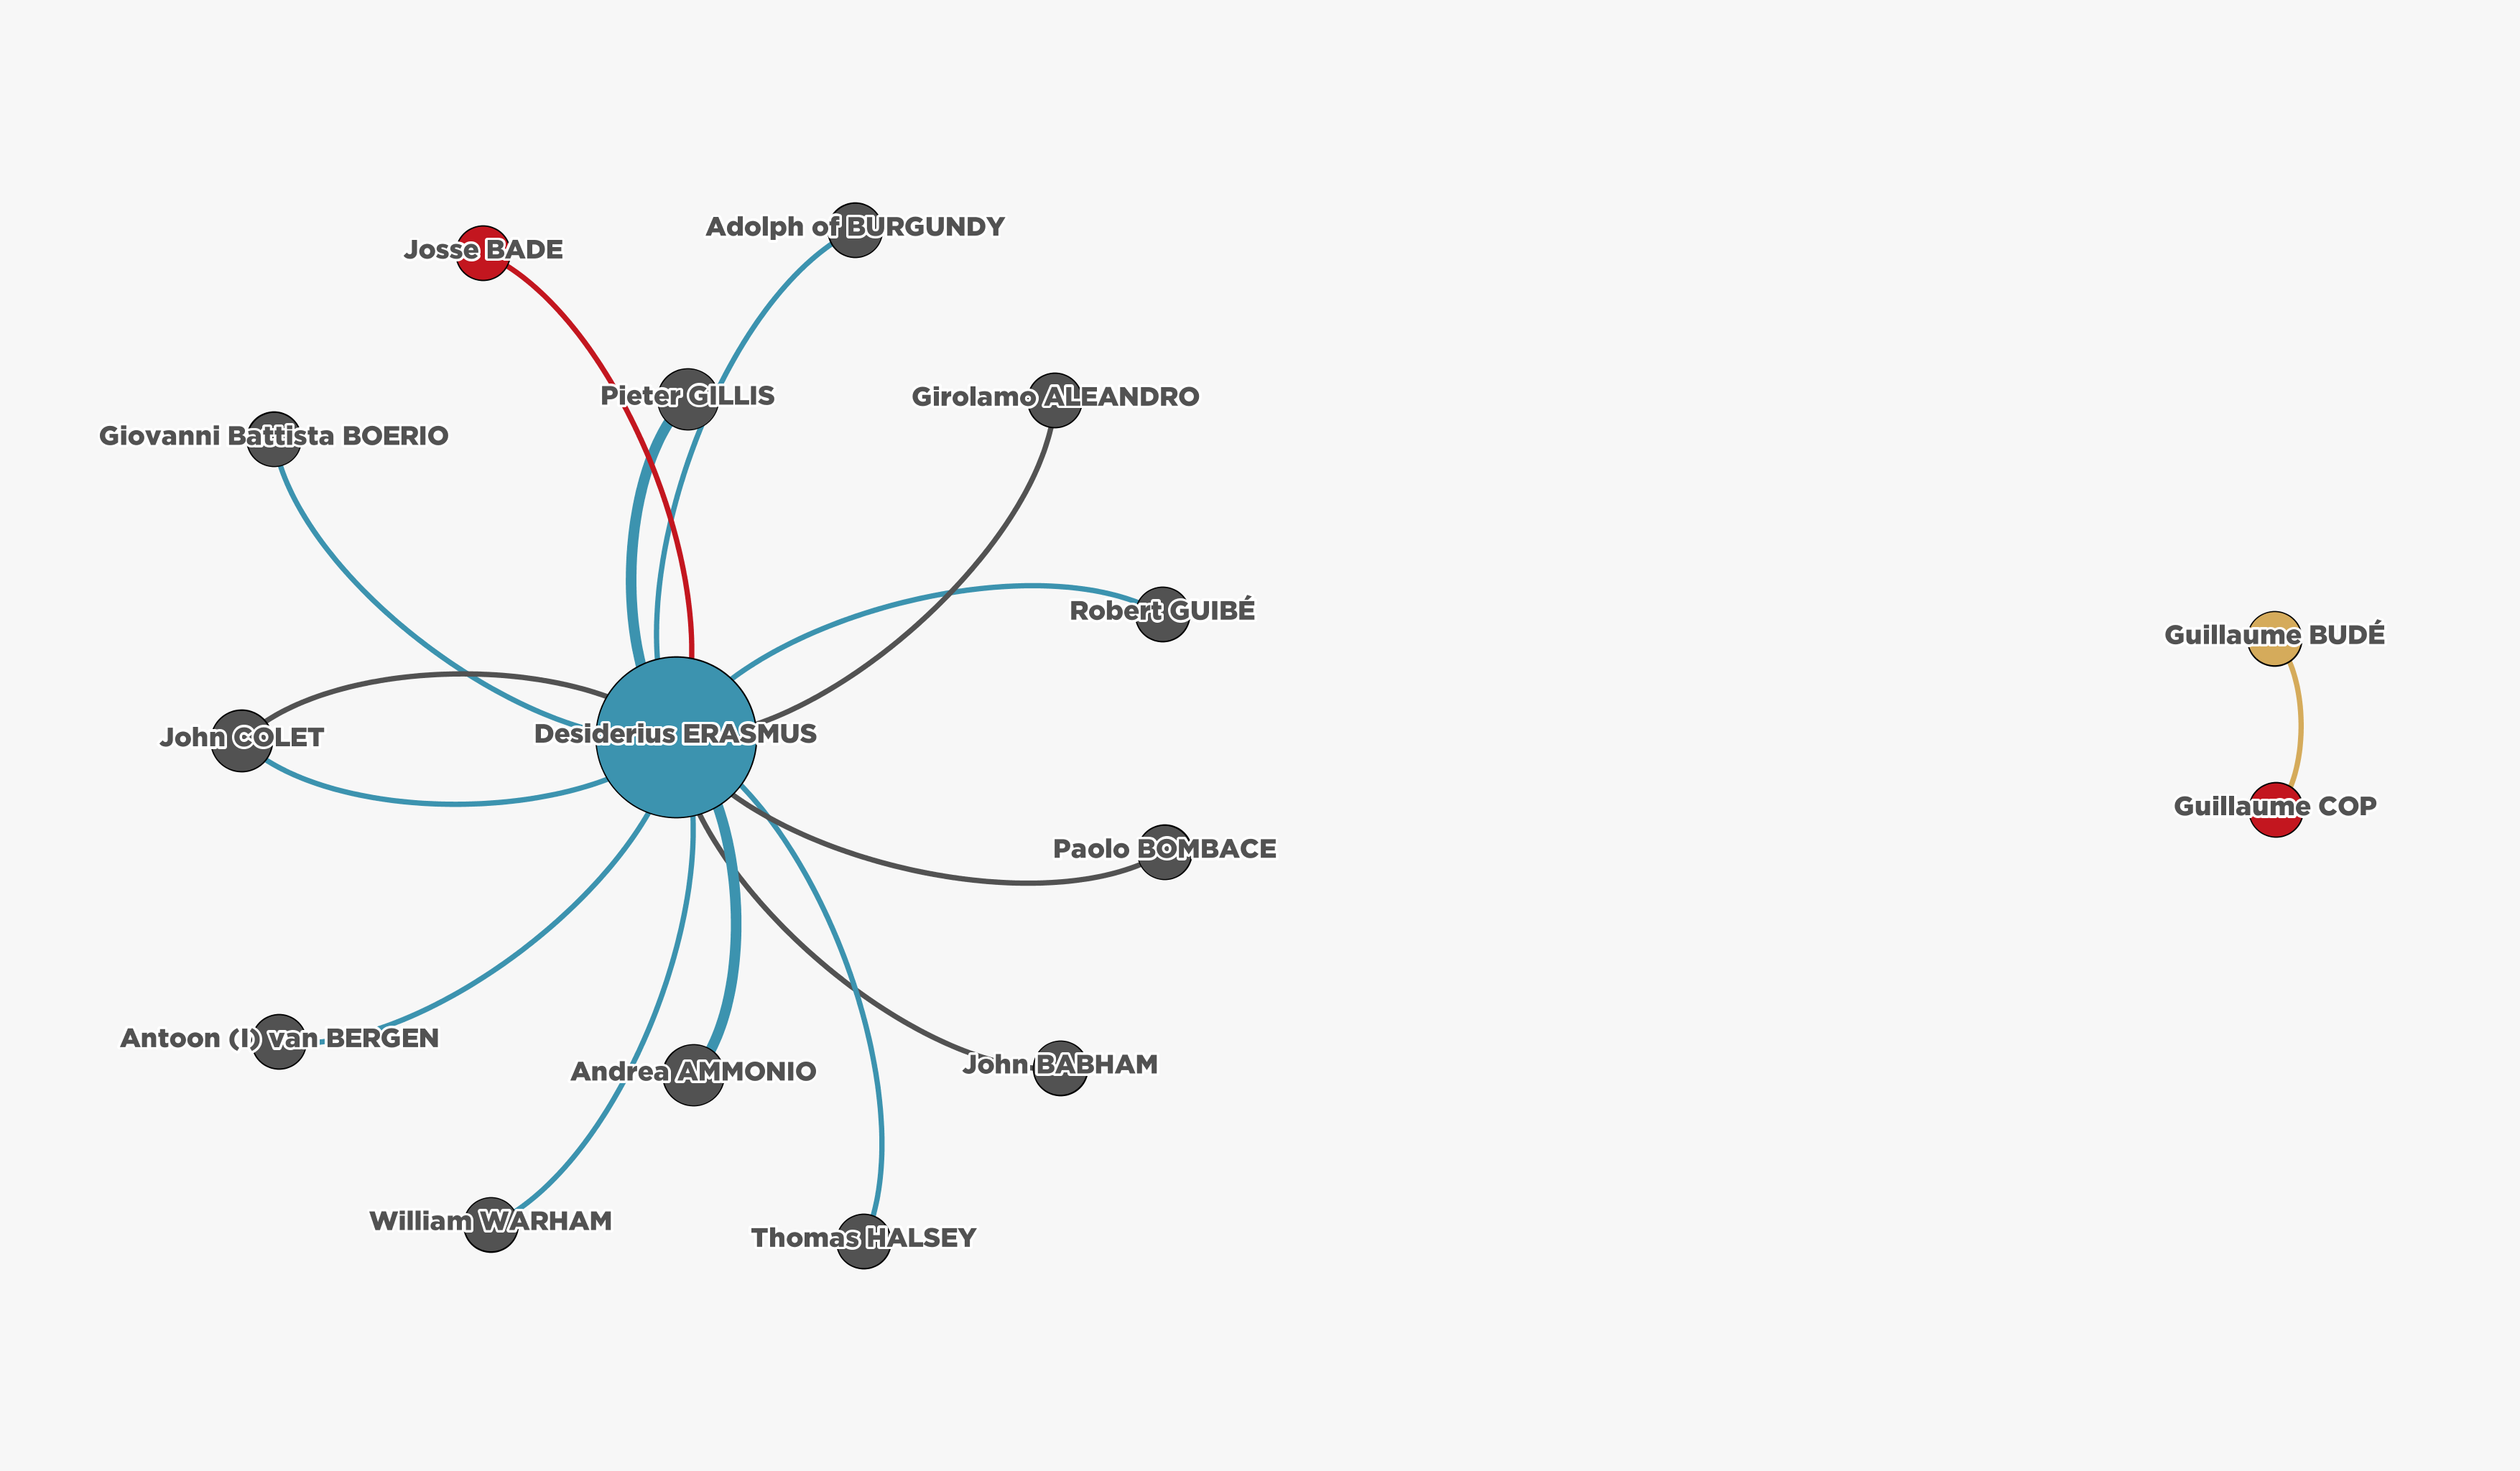 Adolph of BURGUNDY
Josse BADE
Pieter GILLIS
Girolamo ALEANDRO
Giovanni Battista BOERIO
Robert GUIBÉ
Guillaume BUDÉ
Desiderius ERASMUS
John COLET
Guillaume COP
Paolo BOMBACE
Antoon (I) van BERGEN
John BABHAM
Andrea AMMONIO
William WARHAM
Thomas HALSEY